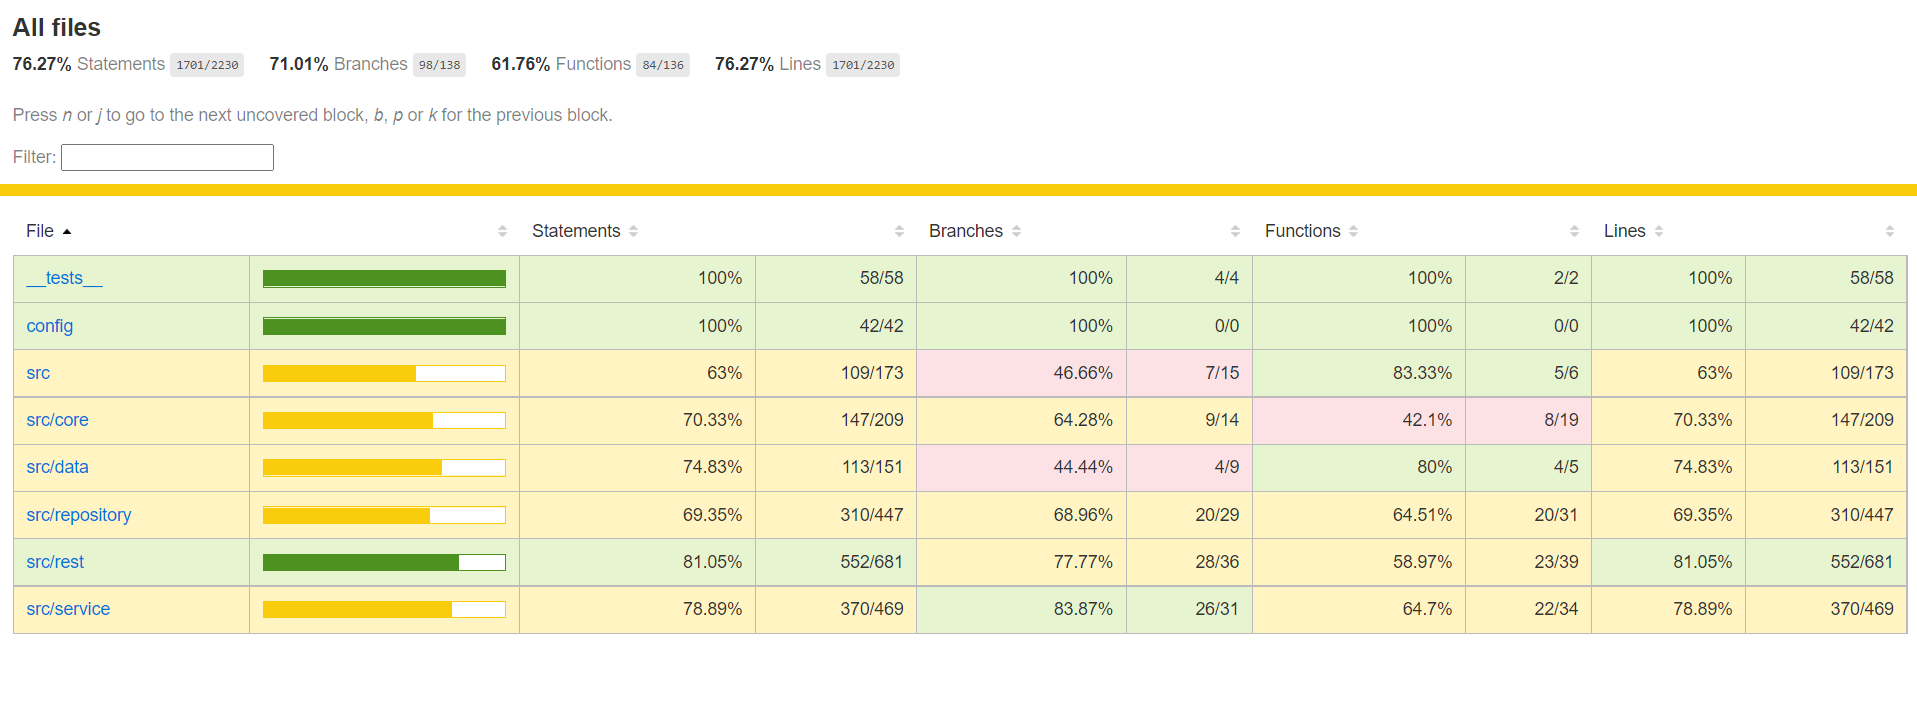 All files
76.27% Statements 1701/2230 71.01% Branches 98/138 61.76% Functions 84/136 76.27% Lines 1701/2230
Press n or j to go to the next uncovered block, b, p or k for the previous block.
Filter:
File Statements Branches Functions Lines
__tests__ 100% 58/58 100% 4/4 100% 2/2 100% 58/58
config 100% 42/42 100% 0/0 100% 0/0 100% 42/42
src 63% 109/173 46.66% 7/15 83.33% 5/6 63% 109/173
src/core 70.33% 147/209 64.28% 9/14 42.1% 8/19 70.33% 147/209
src/data 74.83% 113/151 44.44% 4/9 80% 4/5 74.83% 113/151
src/repository 69.35% 310/447 68.96% 20/29 64.51% 20/31 69.35% 310/447
src/rest 81.05% 552/681 77.77% 28/36 58.97% 23/39 81.05% 552/681
src/service 78.89% 370/469 83.87% 26/31 64.7% 22/34 78.89% 370/469